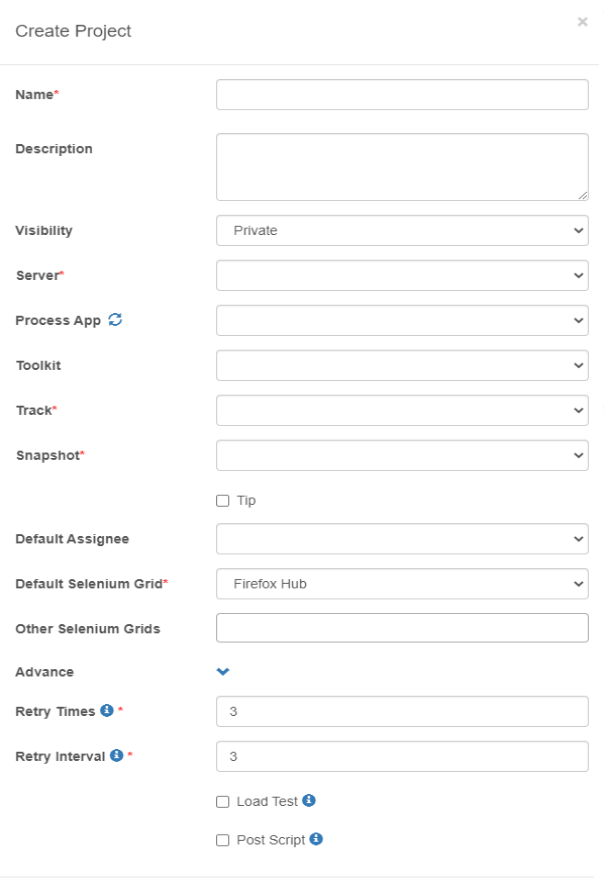 Create Project ×
Name*
Description
Visibility Private
Server*
Process App
Toolkit
Track*
Snapshot*
Tip
Default Assignee
Default Selenium Grid* Firefox Hub
Other Selenium Grids
Advance
Retry Times * 3
Retry Interval * 3
Load Test
Post Script